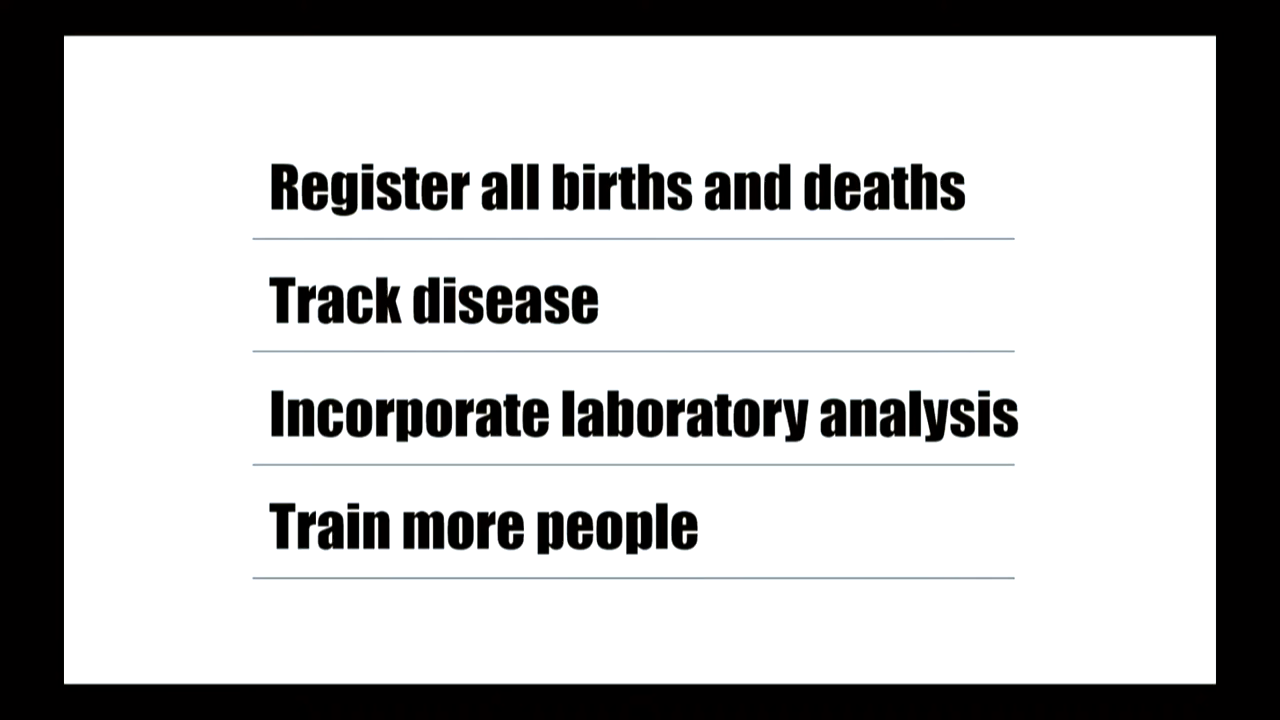 Register all births and deaths
Track disease
Incorporate laboratory analysis
Train more people